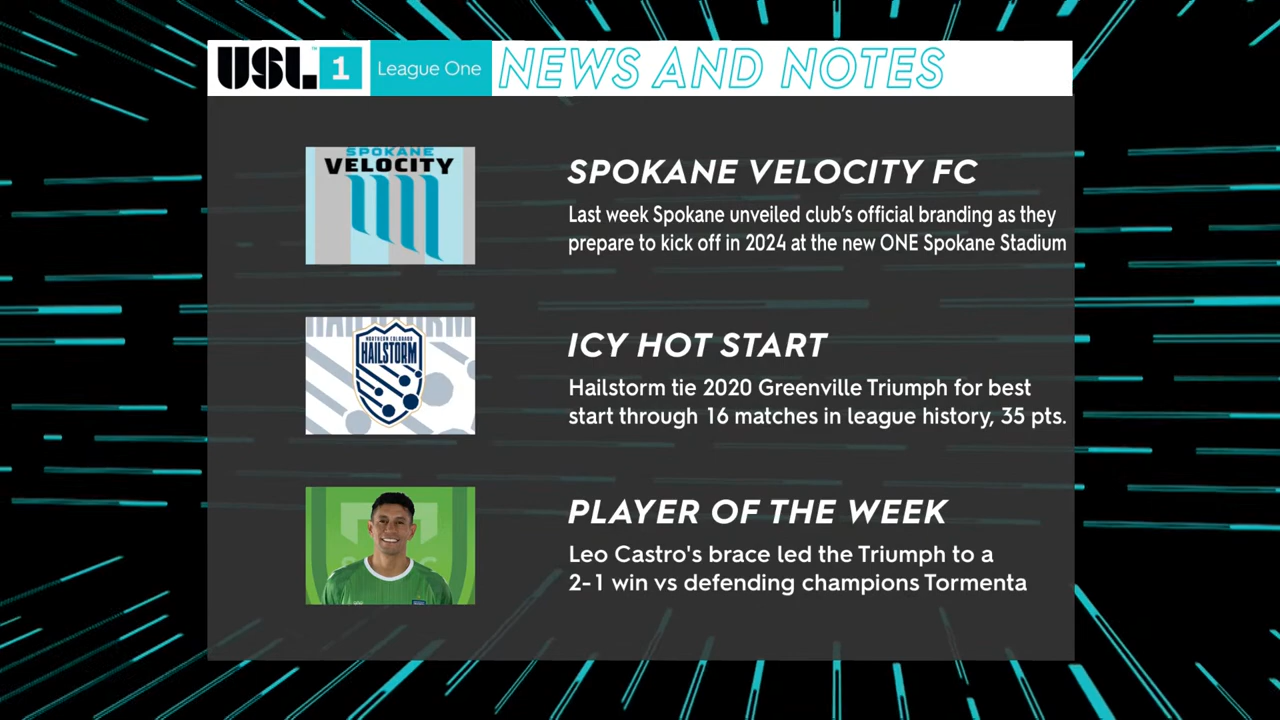 USL 1 League One NEWS AND NOTES
SPOKANE
VELOCITY
SPOKANE VELOCITY FC
Last week Spokane unveiled club's official branding as they
prepare to kick off in 2024 at the new ONE Spokane Stadium
HAILSTORM
NORTHERN COLORADO
HAILSTORM
ICY HOT START
Hailstorm tie 2020 Greenville Triumph for best
start through 16 matches in league history, 35 pts.
PLAYER OF THE WEEK
Leo Castro's brace led the Triumph to a
2-1 win vs defending champions Tormenta